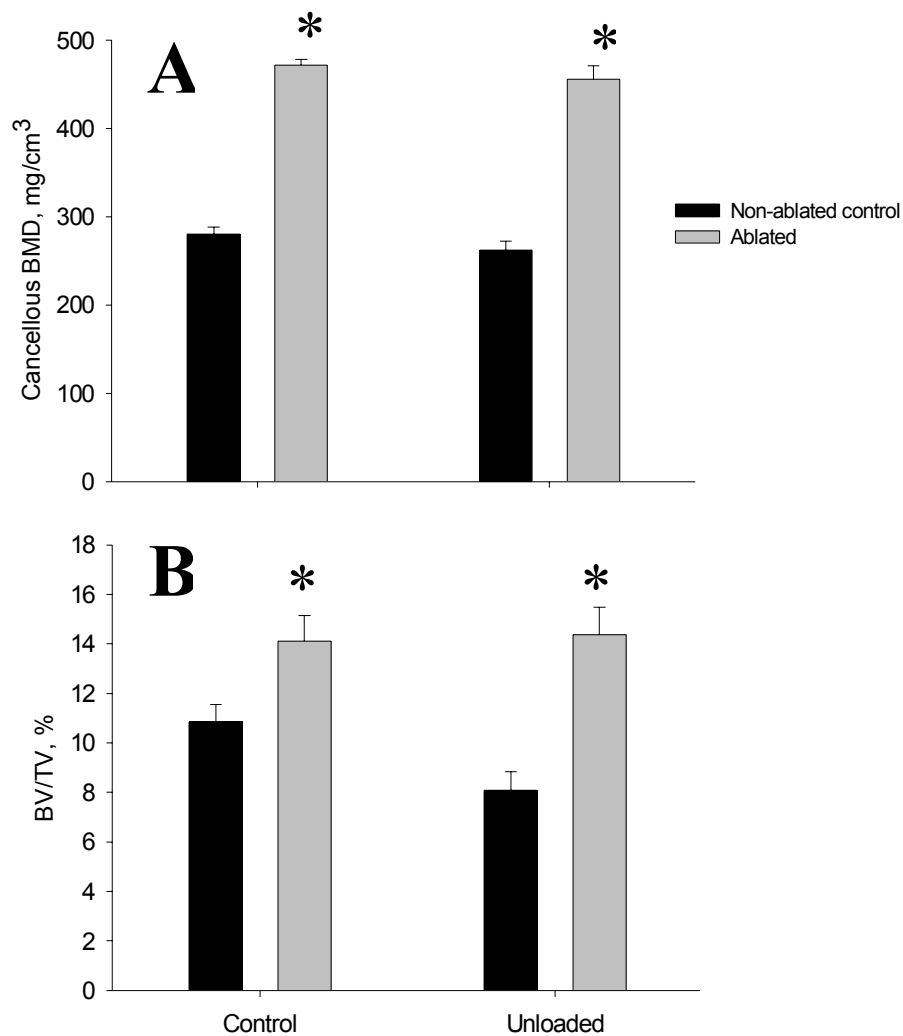 A
*
*
500
400
300
200
100
0
Cancellous BMD, mg/cm³
Non-ablated control
Ablated
B
*
*
18
16
14
12
10
8
6
4
2
0
BV/TV, %
Control
Unloaded